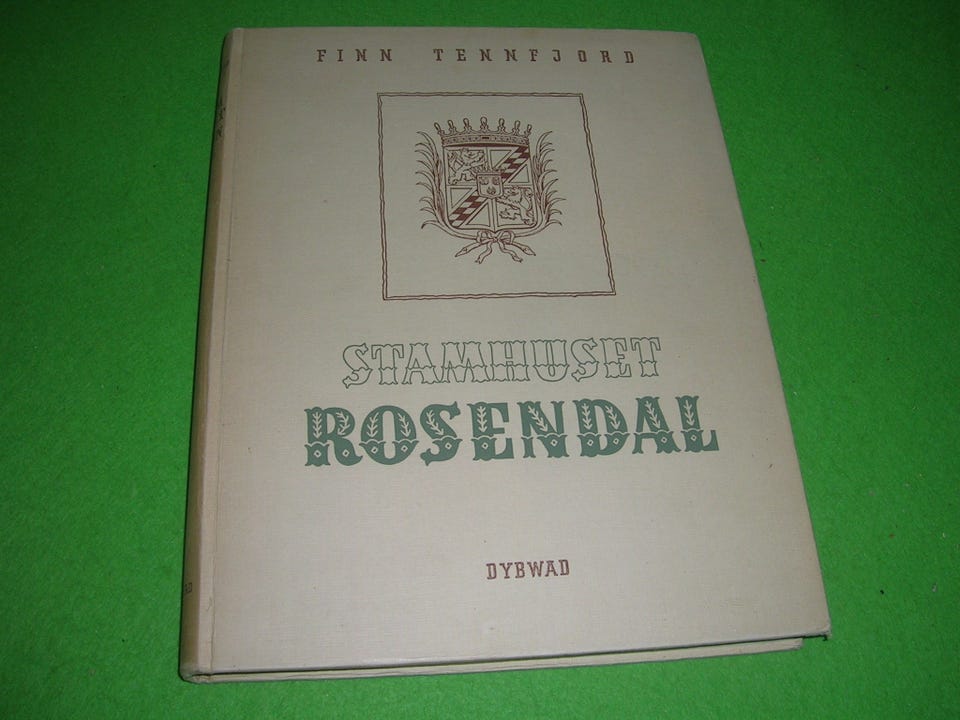 FINN TENNFJORD
STAMHUSET
ROSENDAL
DYBWAD